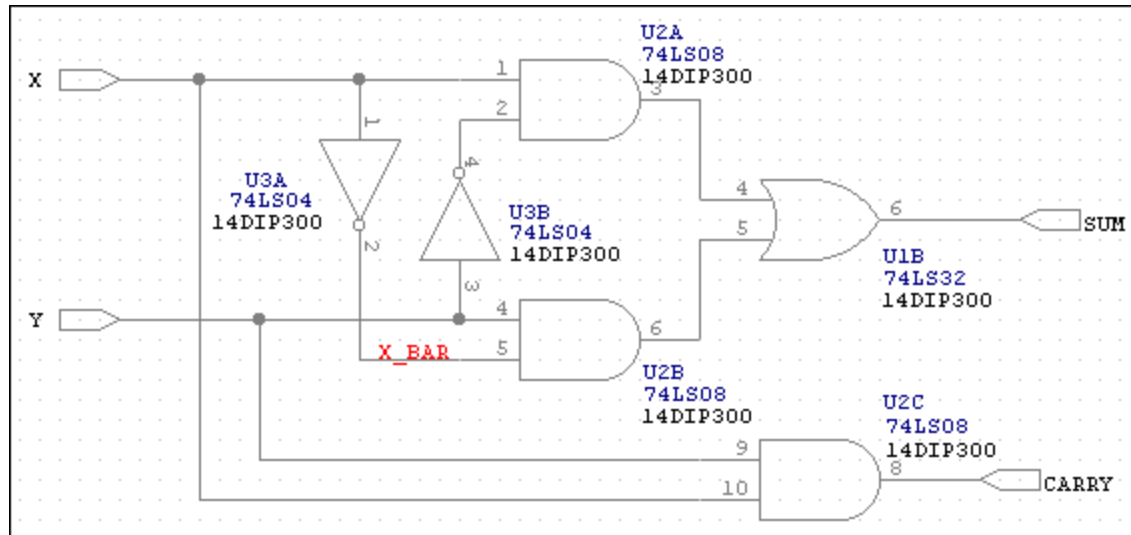 U2A
74LS08
14DIP300
X
1
2
3
1
U3A
74LS04
14DIP300
2
4
U3B
74LS04
14DIP300
3
4
5
6
SUM
U1B
74LS32
14DIP300
Y
4
5
X_BAR
6
U2B
74LS08
14DIP300
U2C
74LS08
14DIP300
9
10
8
CARRY